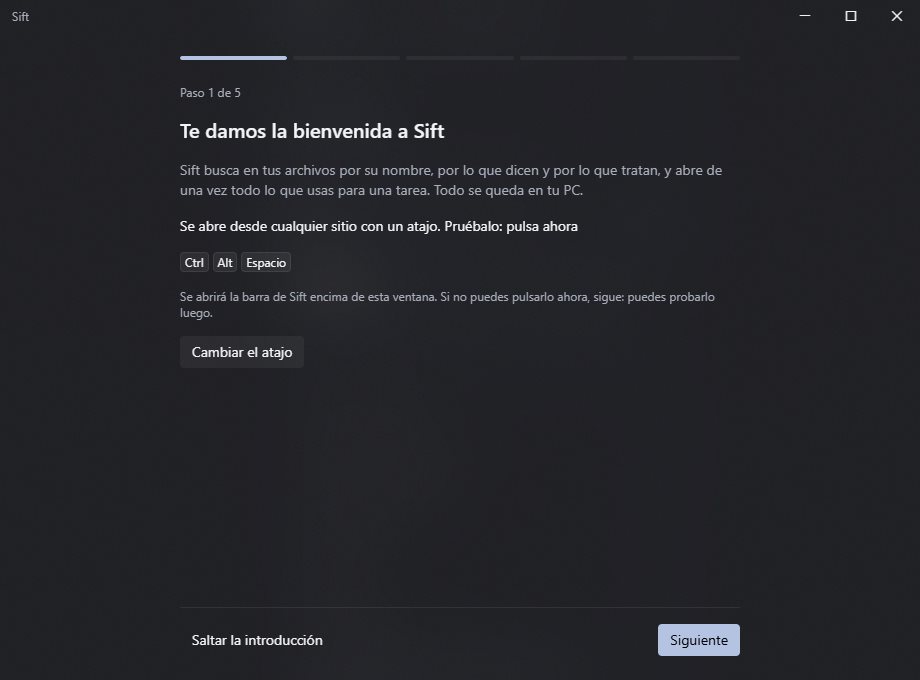 Sift
Paso 1 de 5
Te damos la bienvenida a Sift
Sift busca en tus archivos por su nombre, por lo que dicen y por lo que tratan, y abre de
una vez todo lo que usas para una tarea. Todo se queda en tu PC.
Se abre desde cualquier sitio con un atajo. Pruébalo: pulsa ahora
Ctrl Alt Espacio
Se abrirá la barra de Sift encima de esta ventana. Si no puedes pulsarlo ahora, sigue: puedes probarlo
luego.
Cambiar el atajo
Saltar la introducción
Siguiente